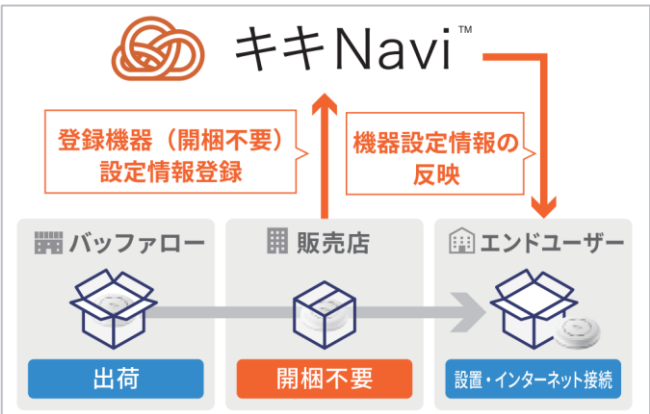 キキNavi™
登録機器（開梱不要）
設定情報登録
機器設定情報の
反映
バッファロー
販売店
エンドユーザー
出荷
開梱不要
設置・インターネット接続